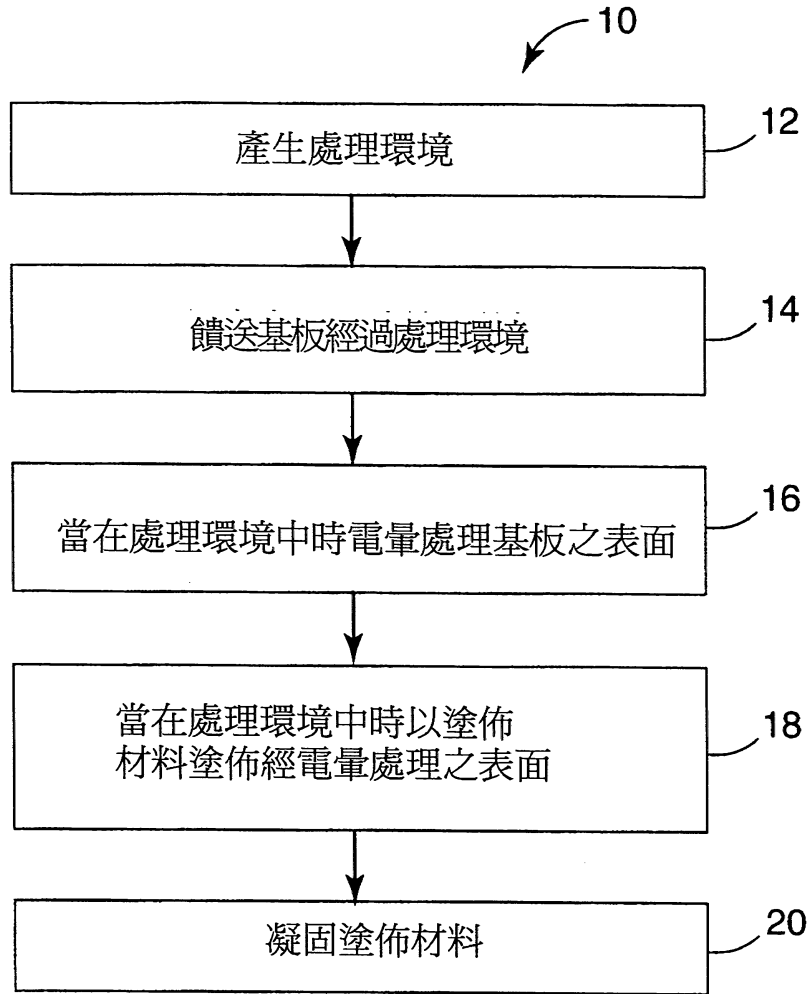 10
產生處理環境
12
饋送基板經過處理環境
14
當在處理環境中時電暈處理基板之表面
16
當在處理環境中時以塗佈
材料塗佈經電暈處理之表面
18
凝固塗佈材料
20